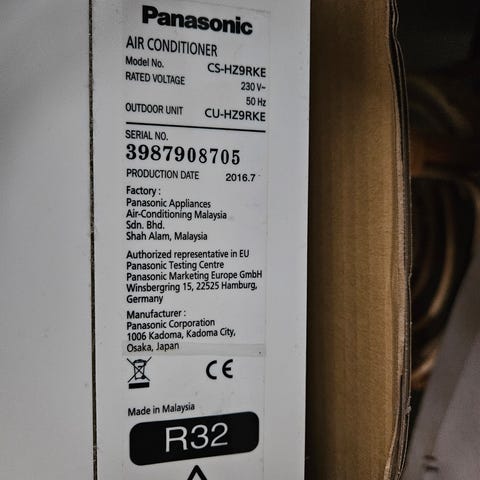 Panasonic
AIR CONDITIONER
Model No. CS-HZ9RKE
RATED VOLTAGE 230 V~
50 Hz
OUTDOOR UNIT CU-HZ9RKE
SERIAL NO.
3987908705
PRODUCTION DATE 2016.7
Factory :
Panasonic Appliances
Air-Conditioning Malaysia
Sdn. Bhd.
Shah Alam, Malaysia
Authorized representative in EU
Panasonic Testing Centre
Panasonic Marketing Europe GmbH
Winsbergring 15, 22525 Hamburg,
Germany
Manufacturer :
Panasonic Corporation
1006 Kadoma, Kadoma City,
Osaka, Japan
CE
Made in Malaysia
R32